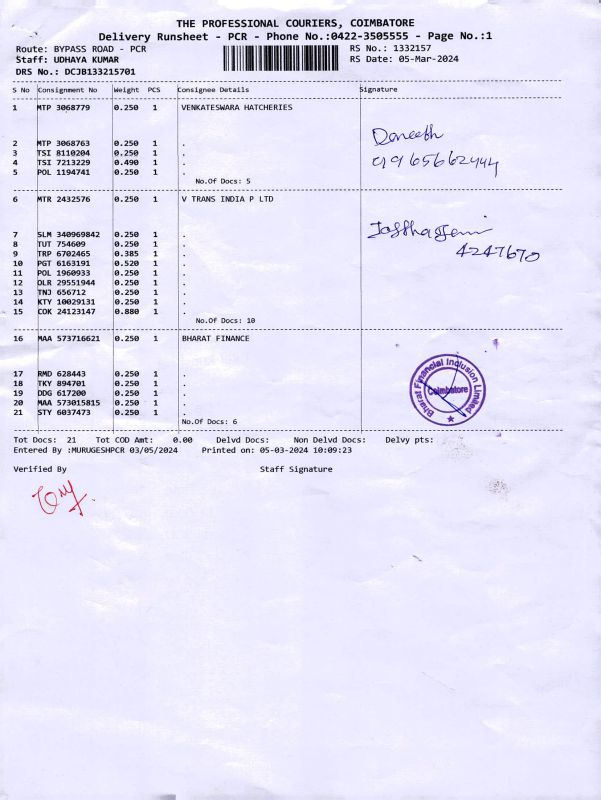 THE PROFESSIONAL COURIERS, COIMBATORE
Delivery Runsheet - PCR - Phone No.:0422-3505555 - Page No.:1
Route: BYPASS ROAD - PCR RS No.: 1332157
Staff: UDHAYA KUMAR RS Date: 05-Mar-2024
DRS No.: DCJB133215701
S No Consignment No Weight PCS Consignee Details Signature
1 MTP 3068779 0.250 1 VENKATESWARA HATCHERIES
2 MTP 3068763 0.250 1 .
3 TSI 8110204 0.250 1 .
4 TSI 7213229 0.490 1 .
5 POL 1194741 0.250 1 .
No.Of Docs: 5
6 MTR 2432576 0.250 1 V TRANS INDIA P LTD
7 SLM 340969842 0.250 1 .
8 TUT 754609 0.250 1 .
9 TRP 6702465 0.385 1 .
4247670
10 PGT 6163191 0.520 1 .
11 POL 1960933 0.250 1 .
12 DLR 29551944 0.250 1 .
13 TNJ 656712 0.250 1 .
14 KTY 10029131 0.250 1 .
15 COK 24123147 0.880 1 .
No.Of Docs: 10
16 MAA 573716621 0.250 1 BHARAT FINANCE
17 RMD 628443 0.250 1 .
18 TKY 894701 0.250 1 .
19 DDG 617200 0.250 1 .
20 MAA 573015815 0.250 1 .
21 STY 6037473 0.250 1 .
No.Of Docs: 6
Bharat Financial Inclusion Limited
Coimbatore
Tot Docs: 21 Tot COD Amt: 0.00 Delvd Docs: Non Delvd Docs: Delvy pts:
Entered By :MURUGESHPCR 03/05/2024 Printed on: 05-03-2024 10:09:23
Verified By Staff Signature